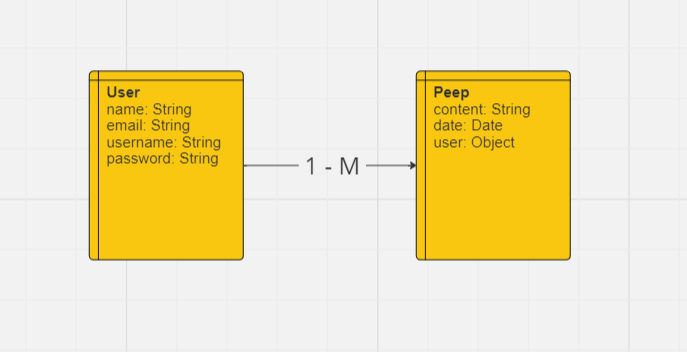 User
name: String
email: String
username: String
password: String
1 - M
Peep
content: String
date: Date
user: Object